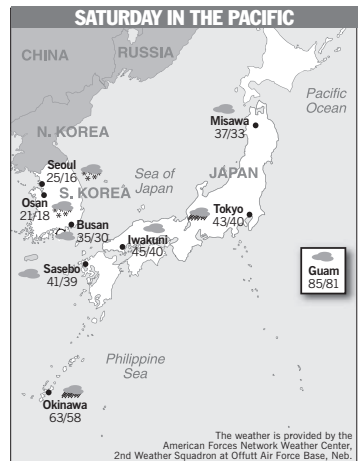 SATURDAY IN THE PACIFIC
CHINA
RUSSIA
Pacific
Ocean
Misawa
37/33
N. KOREA
Seoul
25/16
Sea of
Japan
JAPAN
S. KOREA
Osan
21/18
Tokyo
43/40
Busan
35/30
Iwakuni
45/40
Sasebo
41/39
Guam
85/81
Philippine
Sea
Okinawa
63/58
The weather is provided by the
American Forces Network Weather Center,
2nd Weather Squadron at Offutt Air Force Base, Neb.